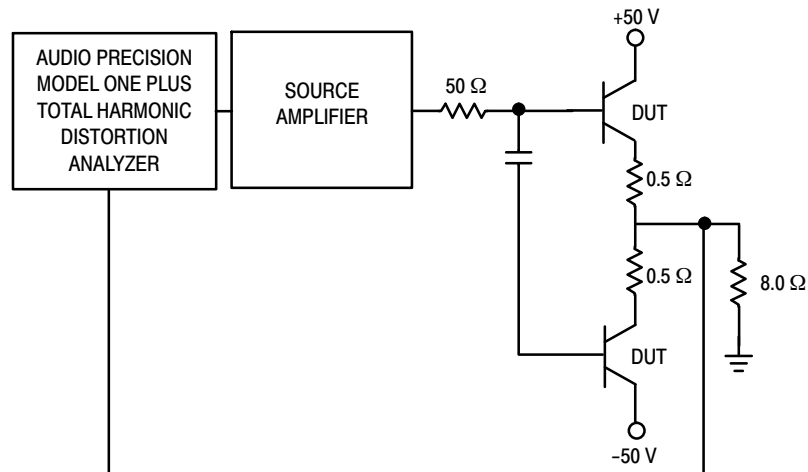 +50 V
AUDIO PRECISION
MODEL ONE PLUS
TOTAL HARMONIC
DISTORTION
ANALYZER
SOURCE
AMPLIFIER
50 Ω
DUT
0.5 Ω
0.5 Ω
8.0 Ω
DUT
–50 V